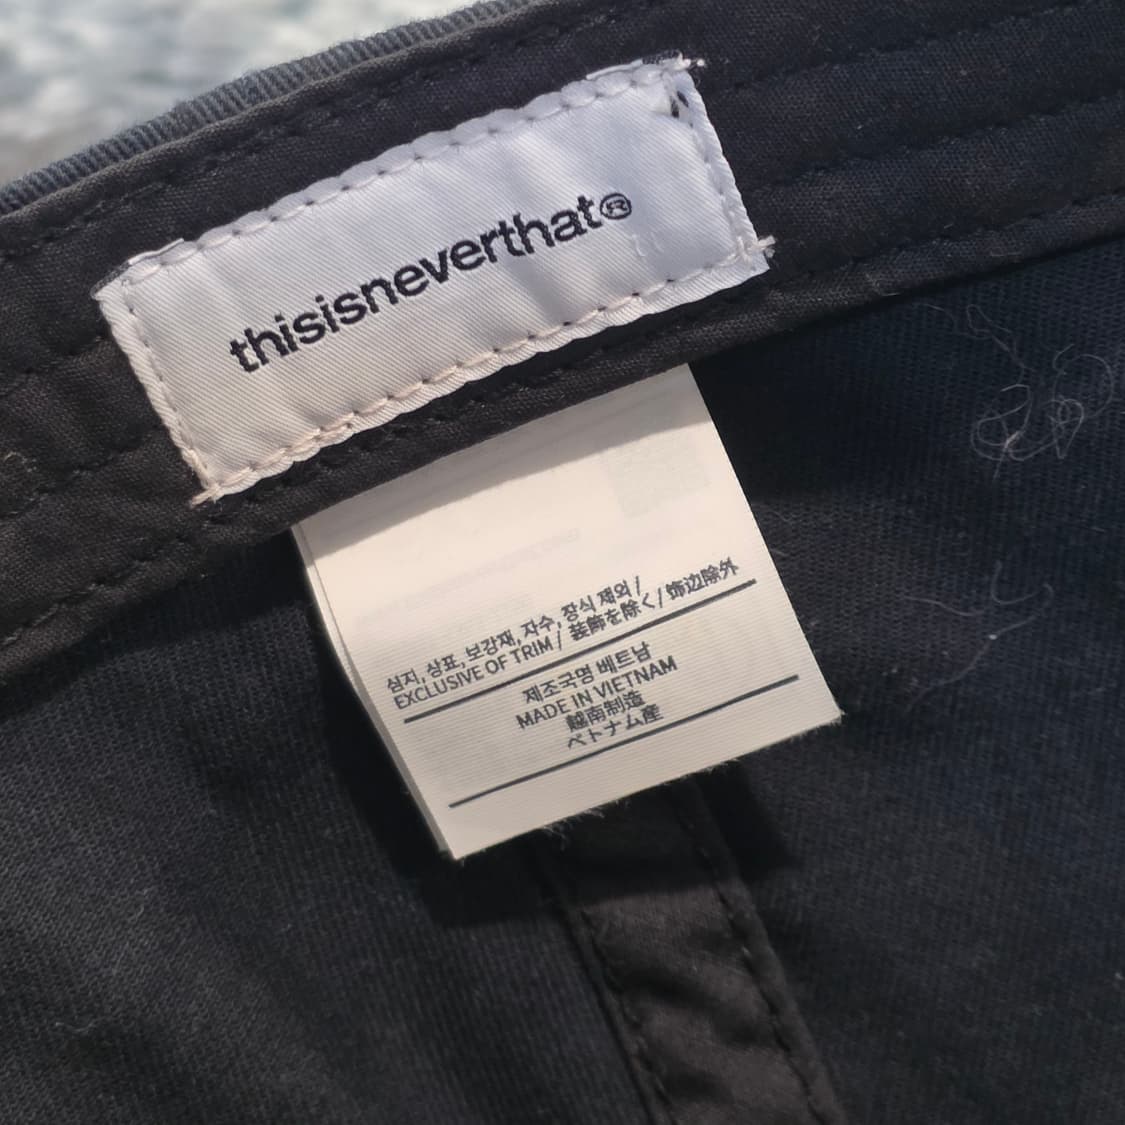 thisisneverthat®
심지, 상표, 보강재, 자수, 장식 제외 /
EXCLUSIVE OF TRIM / 装飾を除く / 饰边除外
제조국명 베트남
MADE IN VIETNAM
越南制造
ベトナム産